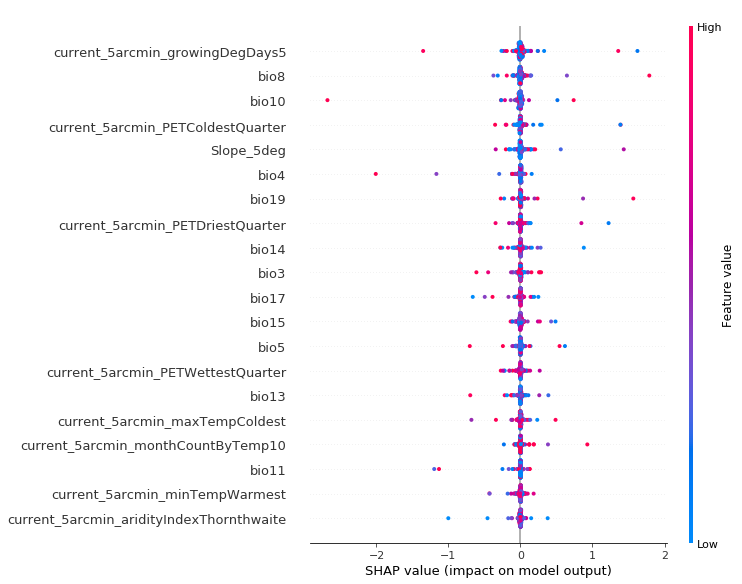 High
current_5arcmin_growingDegDays5
bio8
bio10
current_5arcmin_PETColdestQuarter
Slope_5deg
bio4
bio19
current_5arcmin_PETDriestQuarter
bio14
bio3
bio17
bio15
bio5
current_5arcmin_PETWettestQuarter
bio13
current_5arcmin_maxTempColdest
current_5arcmin_monthCountByTemp10
bio11
current_5arcmin_minTempWarmest
current_5arcmin_aridityIndexThornthwaite
Feature value
Low
−2 −1 0 1 2
SHAP value (impact on model output)